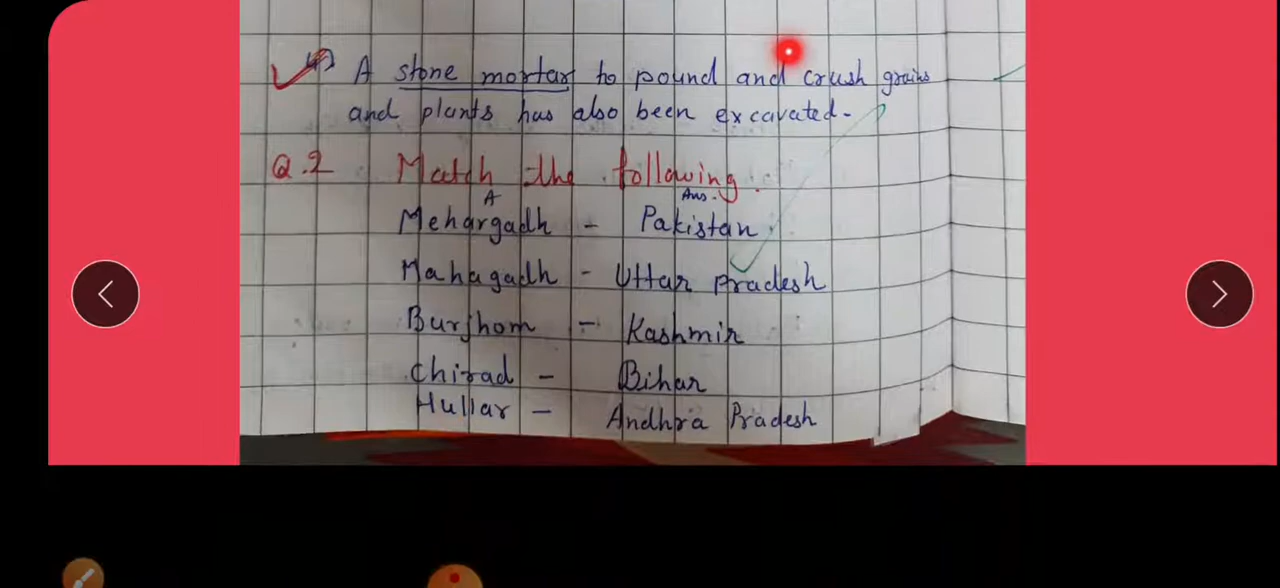 4) A stone mortar to pound and crush grains
and plants has also been excavated.
Q.2 Match the following.
A Ans.
Mehargadh - Pakistan
Mahagadh - Uttar pradesh
Burjhom - Kashmir
Chirad - Bihar
Hullar - Andhra Pradesh